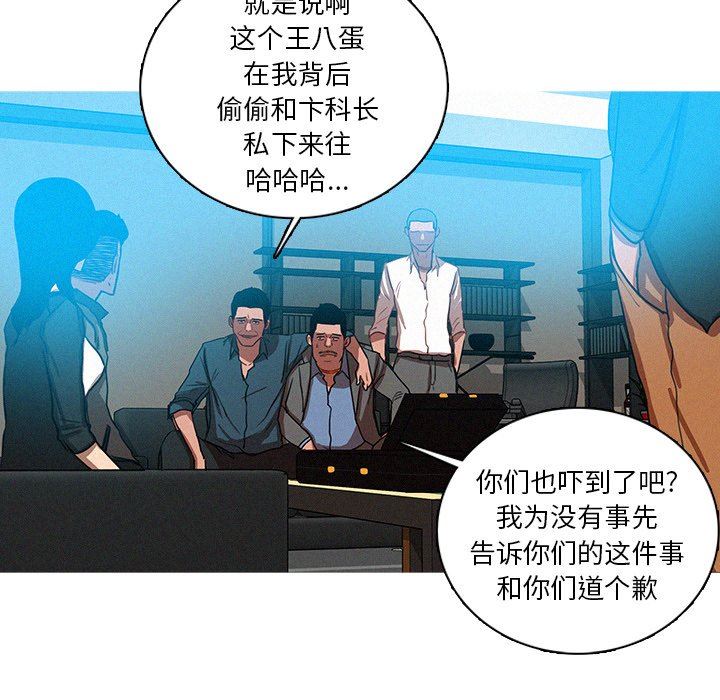 就是说啊
这个王八蛋
在我背后
偷偷和卞科长
私下来往
哈哈哈...
你们也吓到了吧?
我为没有事先
告诉你们的这件事
和你们道个歉